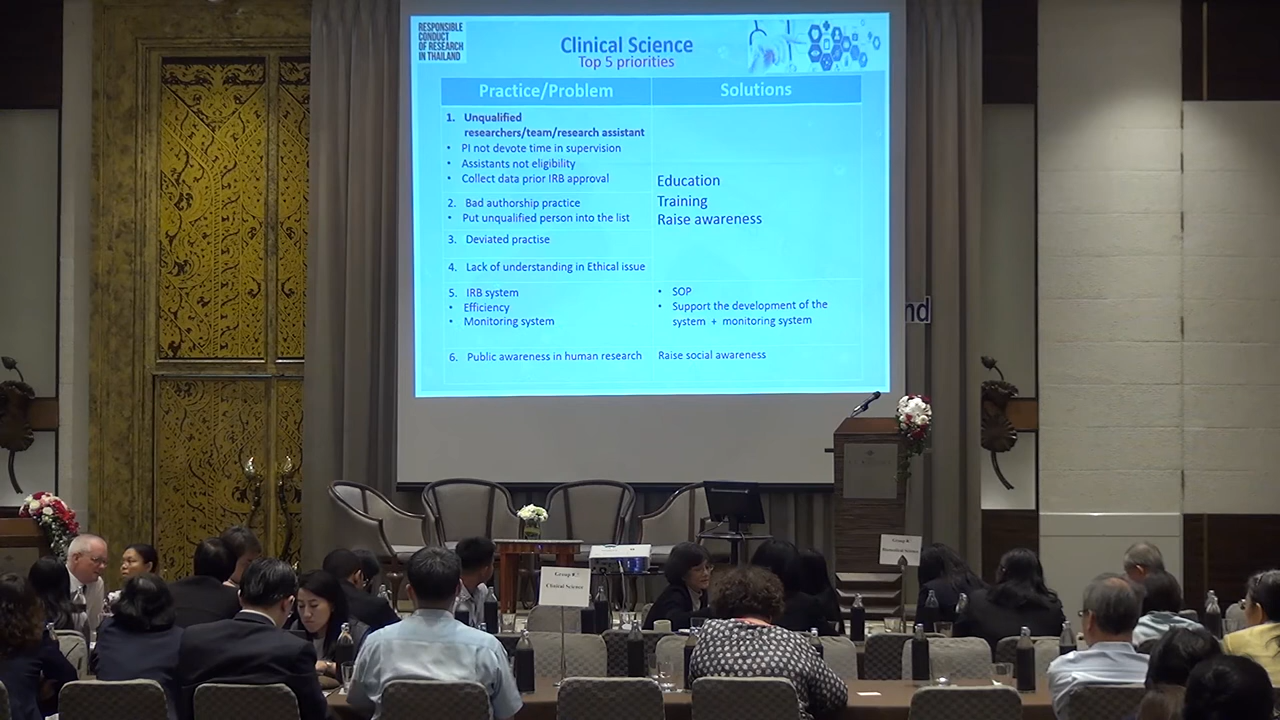 RESPONSIBLE
CONDUCT
OF RESEARCH
IN THAILAND
Clinical Science
Top 5 priorities
Practice/Problem
Solutions
1. Unqualified
researchers/team/research assistant
• PI not devote time in supervision
• Assistants not eligibility
• Collect data prior IRB approval
Education
Training
Raise awareness
2. Bad authorship practice
• Put unqualified person into the list
3. Deviated practise
4. Lack of understanding in Ethical issue
5. IRB system
• Efficiency
• Monitoring system
• SOP
• Support the development of the
system + monitoring system
6. Public awareness in human research
Raise social awareness
nd
Clinical Science
Biomedical Science